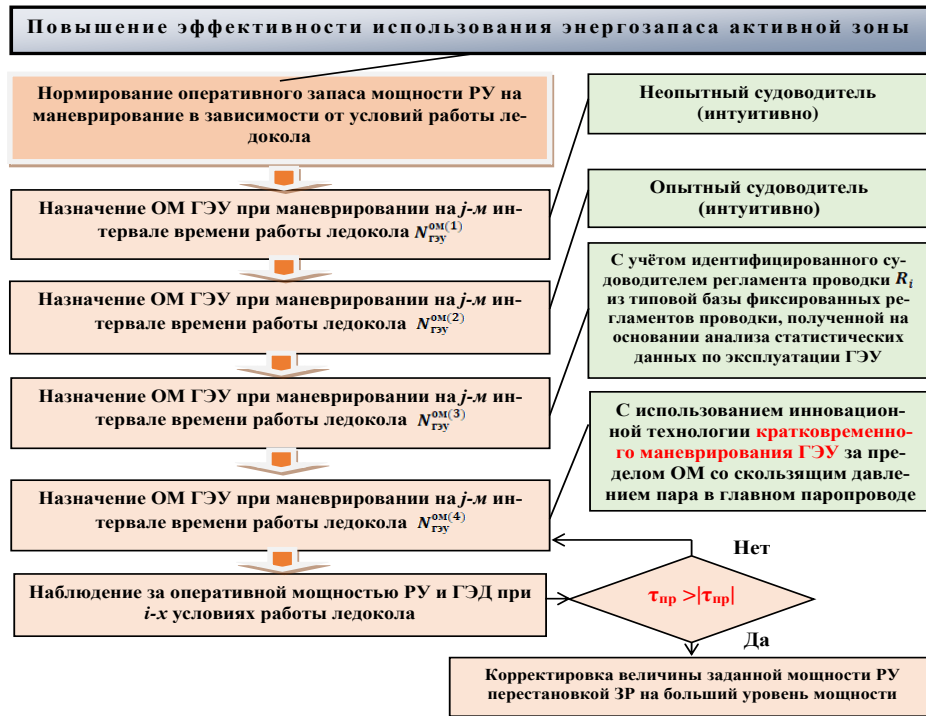 Повышение эффективности использования энергозапаса активной зоны
Нормирование оперативного запаса мощности РУ на
маневрирование в зависимости от условий работы ле-
докола
Неопытный судоводитель
(интуитивно)
Назначение ОМ ГЭУ при маневрировании на j-м ин-
тервале времени работы ледокола N_гэу^ом(1)
Опытный судоводитель
(интуитивно)
Назначение ОМ ГЭУ при маневрировании на j-м ин-
тервале времени работы ледокола N_гэу^ом(2)
С учётом идентифицированного су-
доводителем регламента проводки R_i
из типовой базы фиксированных ре-
гламентов проводки, полученной на
основании анализа статистических
данных по эксплуатации ГЭУ
Назначение ОМ ГЭУ при маневрировании на j-м ин-
тервале времени работы ледокола N_гэу^ом(3)
С использованием инновацион-
ной технологии кратковременно-
го маневрирования ГЭУ за пре-
делом ОМ со скользящим давле-
нием пара в главном паропроводе
Назначение ОМ ГЭУ при маневрировании на j-м ин-
тервале времени работы ледокола N_гэу^ом(4)
Нет
Наблюдение за оперативной мощностью РУ и ГЭД при
i-х условиях работы ледокола
τ_пр >|τ_пр|
Да
Корректировка величины заданной мощности РУ
перестановкой ЗР на больший уровень мощности